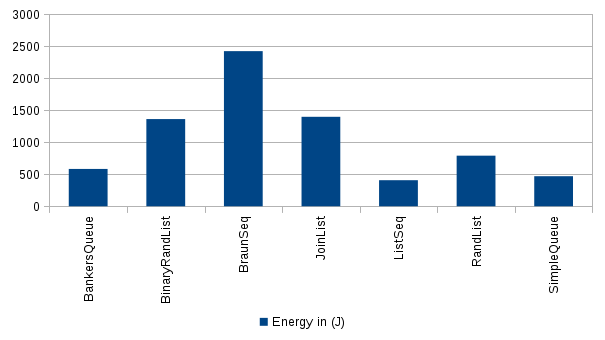 3000
2500
2000
1500
1000
500
0
BankersQueue
BinaryRandList
BraunSeq
JoinList
ListSeq
RandList
SimpleQueue
Energy in (J)